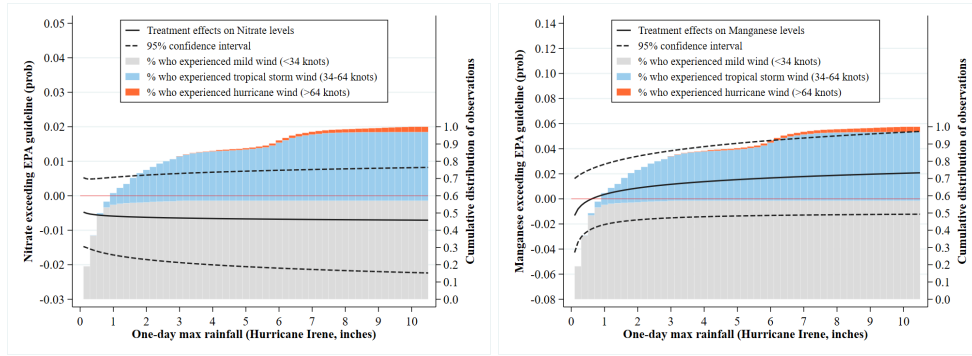 0.05
0.04
0.03
0.02
0.01
0.00
-0.01
-0.02
-0.03
Nitrate exceeding EPA guideline (prob)
Treatment effects on Nitrate levels
95% confidence interval
% who experienced mild wind (<34 knots)
% who experienced tropical storm wind (34-64 knots)
% who experienced hurricane wind (>64 knots)
1.0
0.9
0.8
0.7
0.6
0.5
0.4
0.3
0.2
0.1
0.0
Cumulative distribution of observations
0 1 2 3 4 5 6 7 8 9 10
One-day max rainfall (Hurricane Irene, inches)
0.14
0.12
0.10
0.08
0.06
0.04
0.02
0.00
-0.02
-0.04
-0.06
-0.08
Manganese exceeding EPA guideline (prob)
Treatment effects on Manganese levels
95% confidence interval
% who experienced mild wind (<34 knots)
% who experienced tropical storm wind (34-64 knots)
% who experienced hurricane wind (>64 knots)
1.0
0.9
0.8
0.7
0.6
0.5
0.4
0.3
0.2
0.1
0.0
Cumulative distribution of observations
0 1 2 3 4 5 6 7 8 9 10
One-day max rainfall (Hurricane Irene, inches)